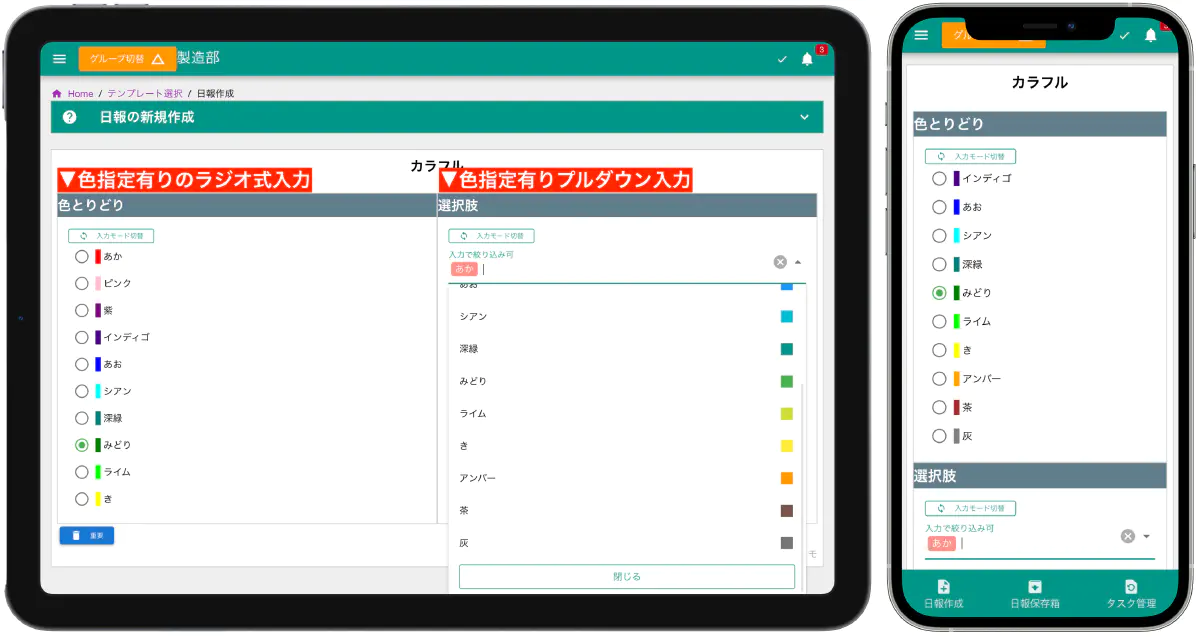 グループ切替
製造部
3
Home / テンプレート選択 / 日報作成
日報の新規作成
カラフル
▼色指定有りのラジオ式入力
▼色指定有りプルダウン入力
色とりどり
入力モード切替
あか
ピンク
紫
インディゴ
あお
シアン
深緑
みどり
ライム
き
重要
選択肢
入力モード切替
入力で絞り込み可
あか
あお
シアン
深緑
みどり
ライム
き
アンバー
茶
灰
閉じる
モ
カラフル
色とりどり
入力モード切替
インディゴ
あお
シアン
深緑
みどり
ライム
き
アンバー
茶
灰
選択肢
入力モード切替
入力で絞り込み可
あか
日報作成
日報保存箱
タスク管理